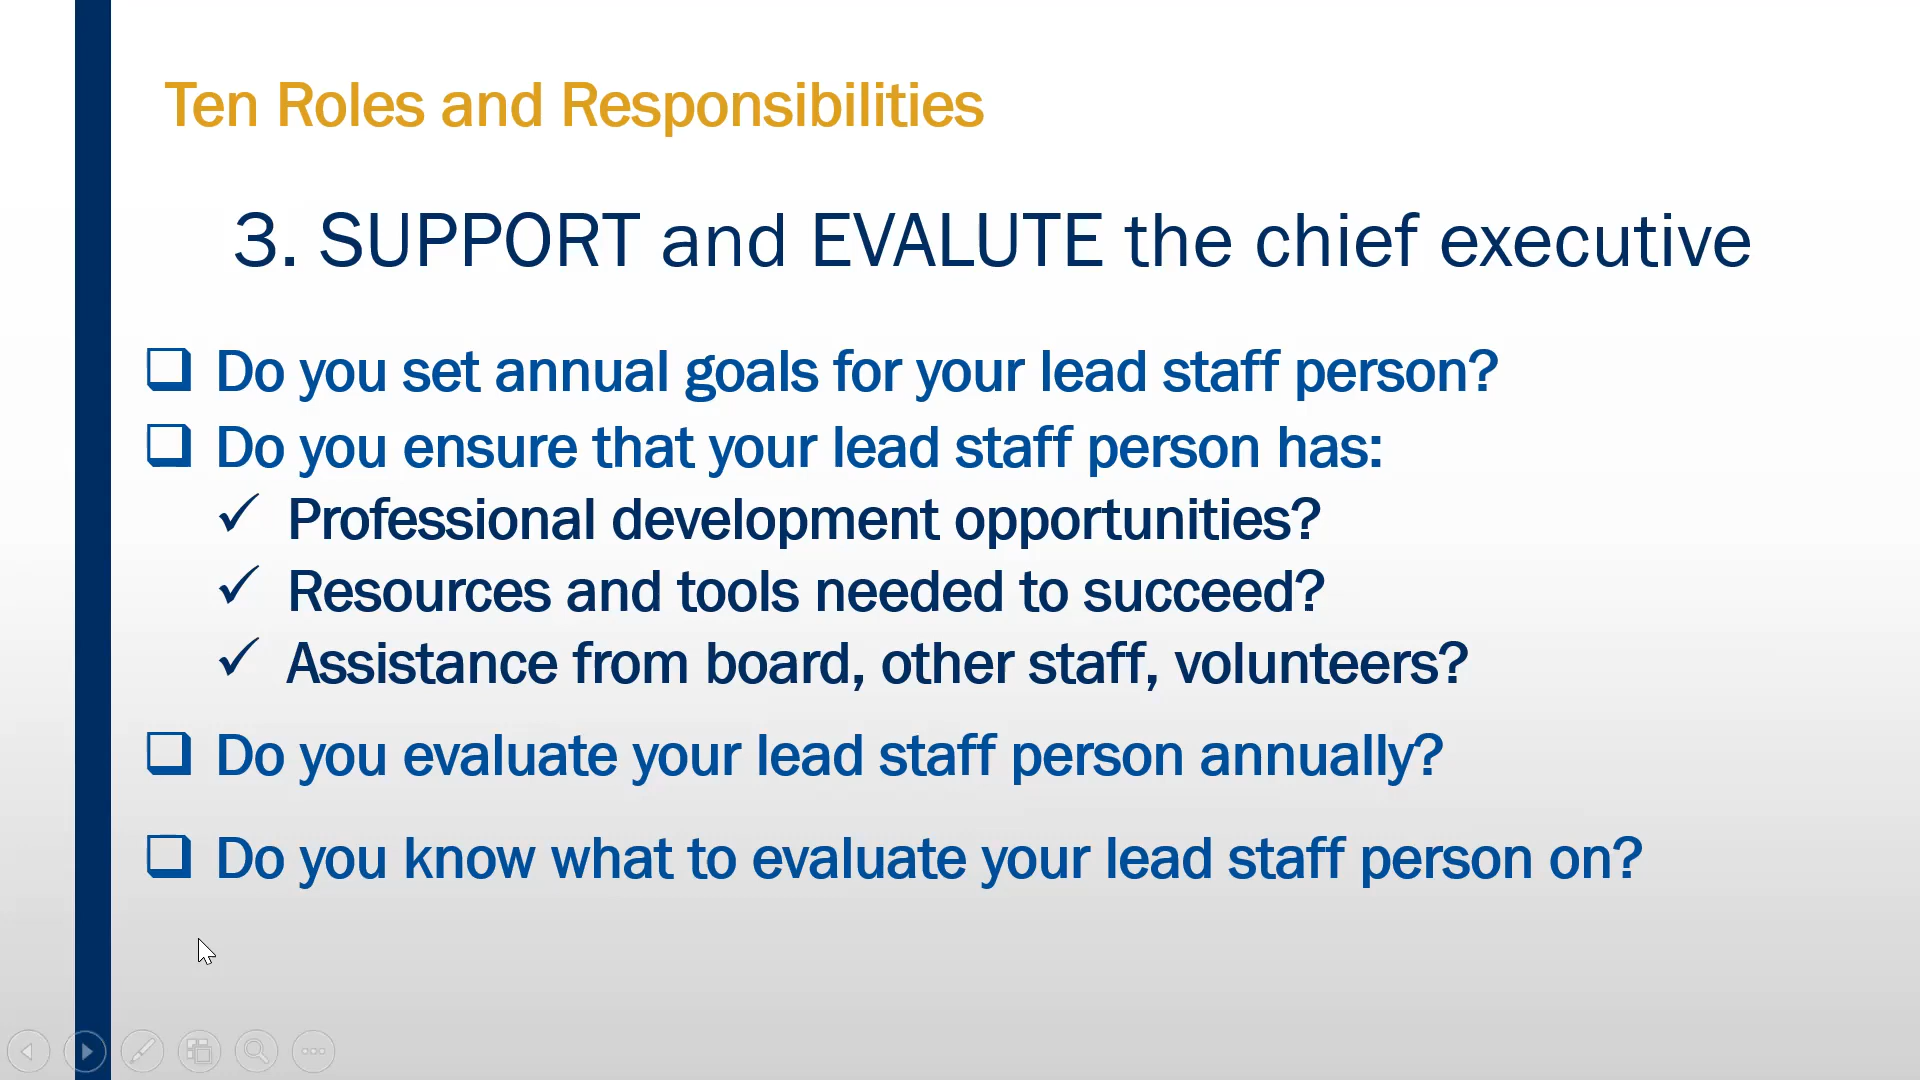 Ten Roles and Responsibilities
3. SUPPORT and EVALUTE the chief executive
Do you set annual goals for your lead staff person?
Do you ensure that your lead staff person has:
Professional development opportunities?
Resources and tools needed to succeed?
Assistance from board, other staff, volunteers?
Do you evaluate your lead staff person annually?
Do you know what to evaluate your lead staff person on?